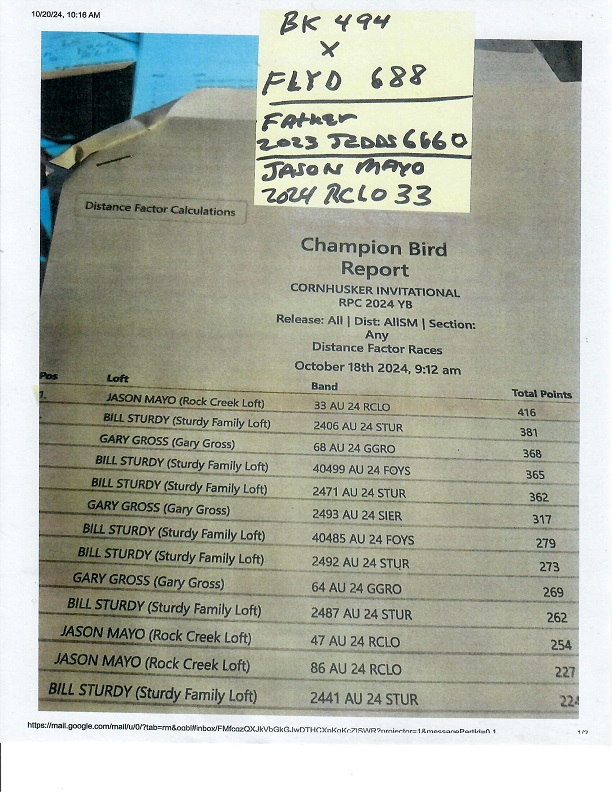 10/20/24, 10:16 AM
BK 494
X
FLYD 688
FATHER
2023 JEDDS 6660
JASON MAYO
2024 RCLO 33
Distance Factor Calculations
Champion Bird
Report
CORNHUSKER INVITATIONAL
RPC 2024 YB
Release: All | Dist: AllSM | Section:
Any
Distance Factor Races
October 18th 2024, 9:12 am
Pos Loft Band Total Points
1. JASON MAYO (Rock Creek Loft) 33 AU 24 RCLO 416
BILL STURDY (Sturdy Family Loft) 2406 AU 24 STUR 381
GARY GROSS (Gary Gross) 68 AU 24 GGRO 368
BILL STURDY (Sturdy Family Loft) 40499 AU 24 FOYS 365
BILL STURDY (Sturdy Family Loft) 2471 AU 24 STUR 362
GARY GROSS (Gary Gross) 2493 AU 24 SIER 317
BILL STURDY (Sturdy Family Loft) 40485 AU 24 FOYS 279
BILL STURDY (Sturdy Family Loft) 2492 AU 24 STUR 273
GARY GROSS (Gary Gross) 64 AU 24 GGRO 269
BILL STURDY (Sturdy Family Loft) 2487 AU 24 STUR 262
JASON MAYO (Rock Creek Loft) 47 AU 24 RCLO 254
JASON MAYO (Rock Creek Loft) 86 AU 24 RCLO 227
BILL STURDY (Sturdy Family Loft) 2441 AU 24 STUR 224
1/2